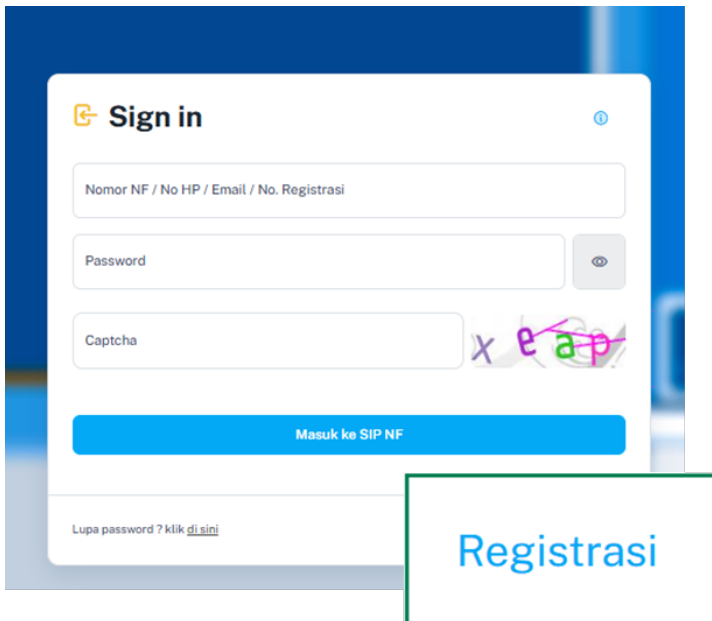 Sign in
Nomor NF / No HP / Email / No. Registrasi
Password
Captcha
x e a p
Masuk ke SIP NF
Lupa password ? klik di sini
Registrasi